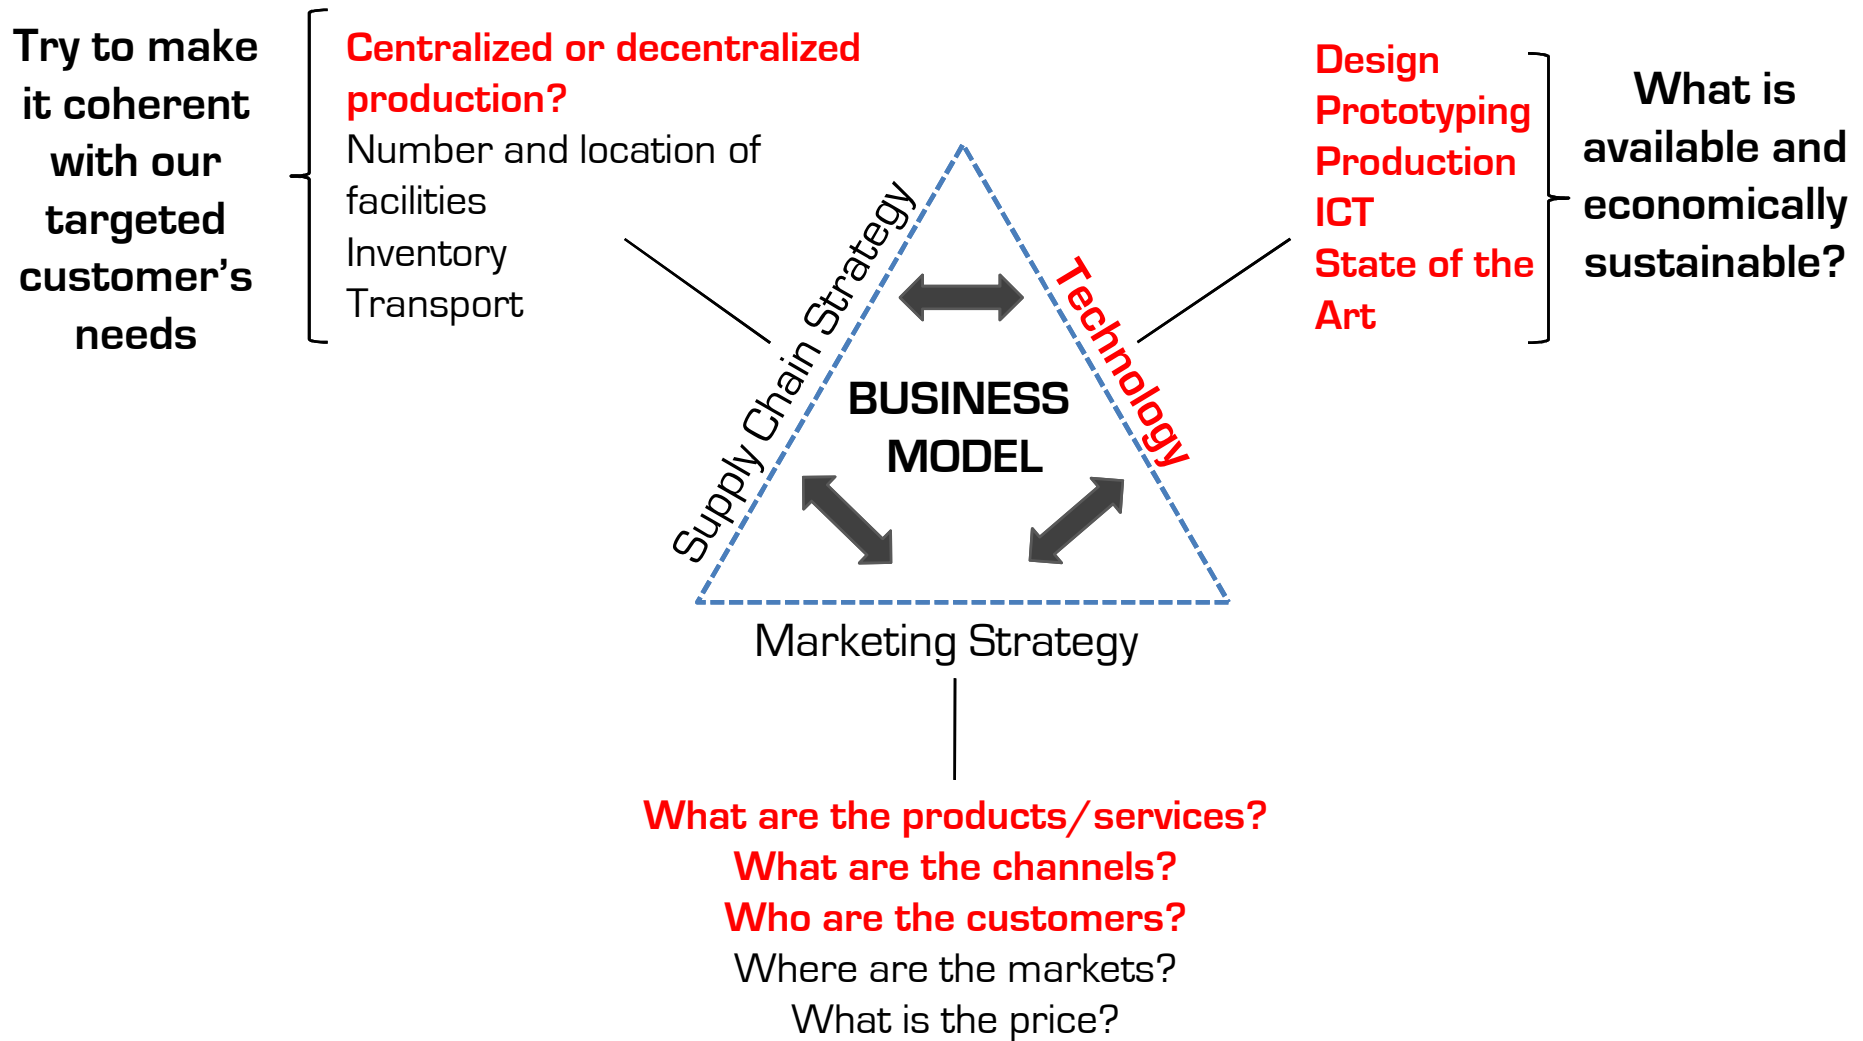 Try to make
it coherent
with our
targeted
customer's
needs
Centralized or decentralized
production?
Number and location of
facilities
Inventory
Transport
Design
Prototyping
Production
ICT
State of the
Art
What is
available and
economically
sustainable?
Supply Chain Strategy
Technology
BUSINESS
MODEL
Marketing Strategy
What are the products/services?
What are the channels?
Who are the customers?
Where are the markets?
What is the price?